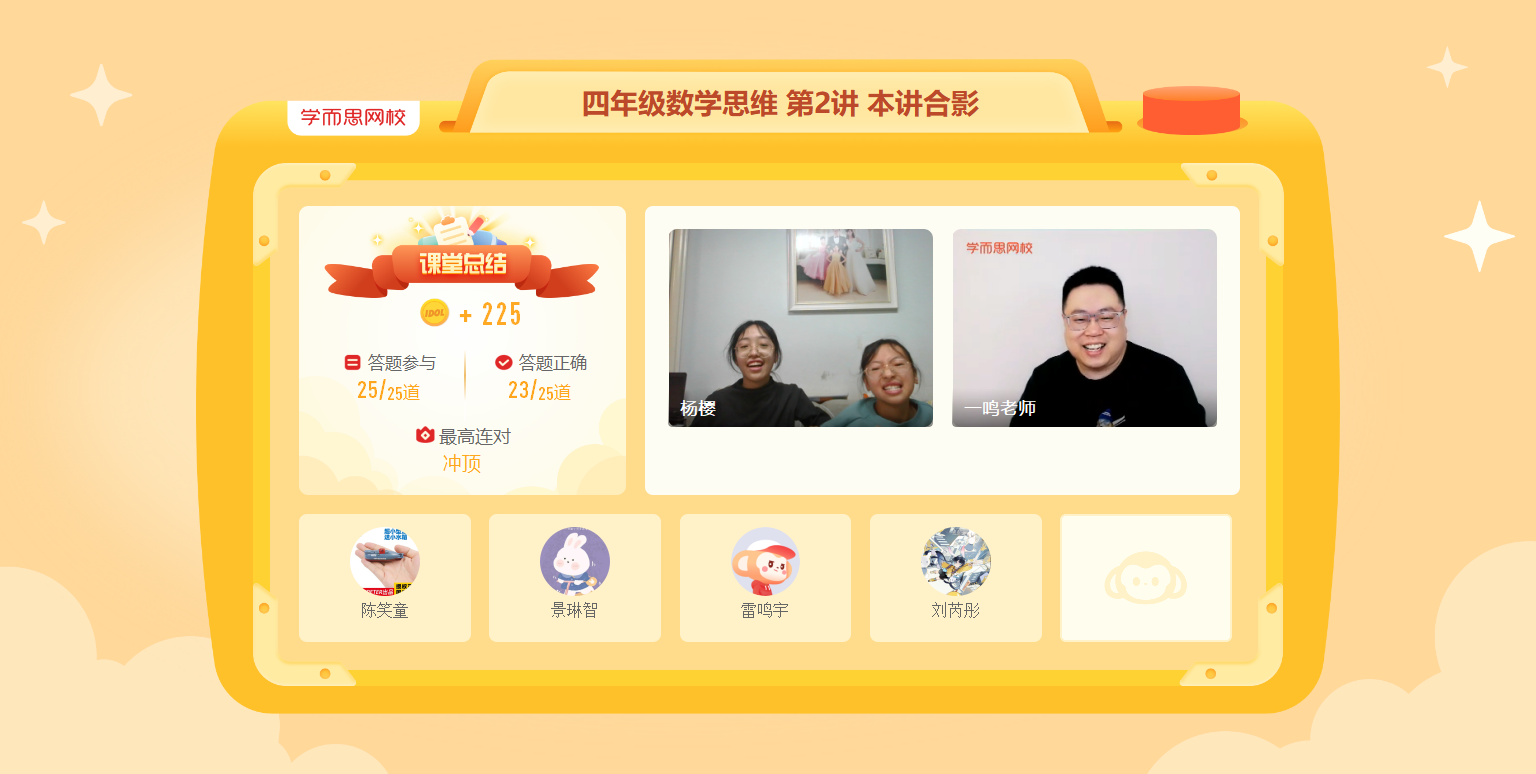 学而思网校
四年级数学思维 第2讲 本讲合影
课堂总结
IDOL + 225
答题参与
25/25道
答题正确
23/25道
最高连对
冲顶
杨樱
学而思网校
一鸣老师
陈笑童
景琳智
雷鸣宇
刘芮彤